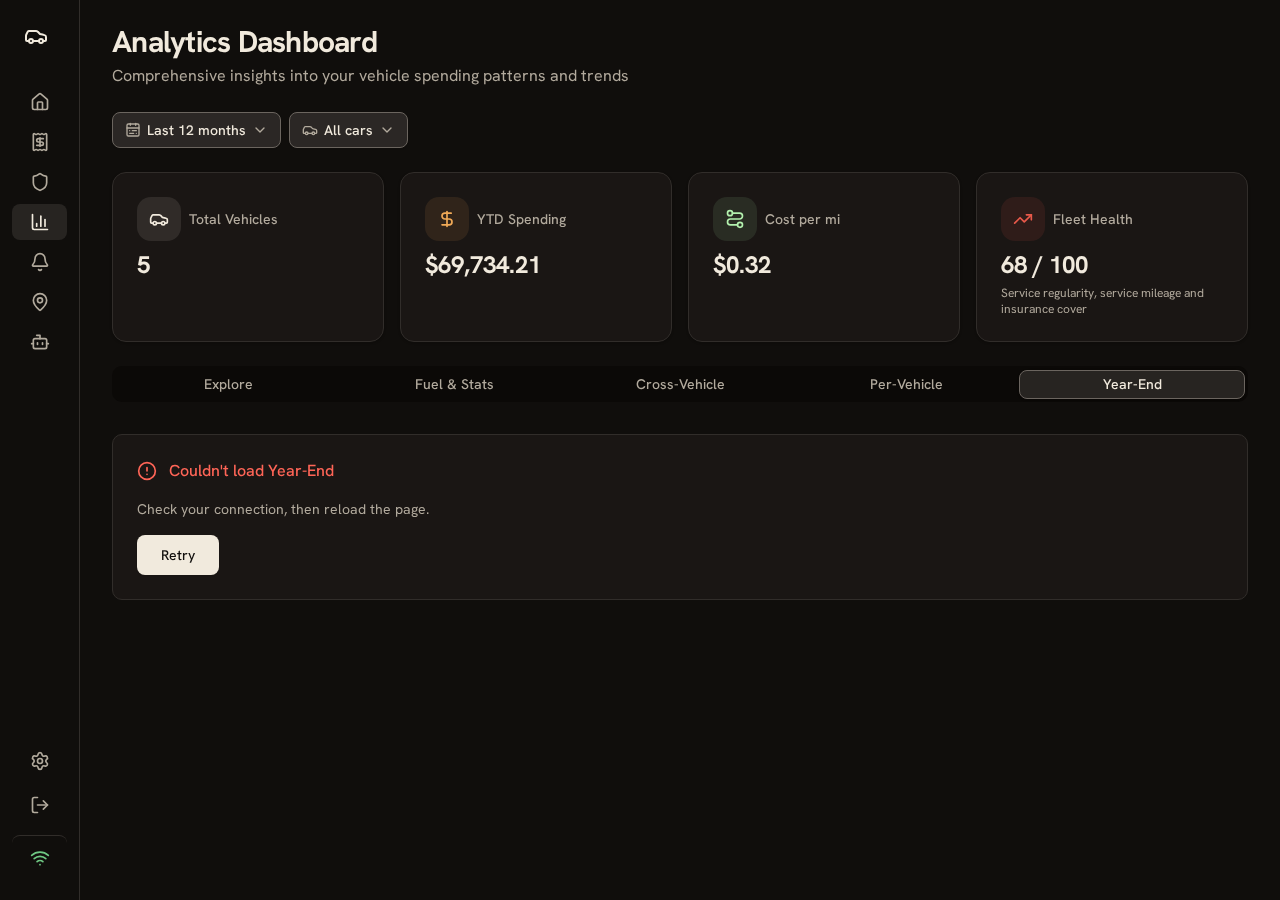 Analytics Dashboard
Comprehensive insights into your vehicle spending patterns and trends
Last 12 months
All cars
Total Vehicles
5
YTD Spending
$69,734.21
Cost per mi
$0.32
Fleet Health
68 / 100
Service regularity, service mileage and
insurance cover
Explore
Fuel & Stats
Cross-Vehicle
Per-Vehicle
Year-End
Couldn't load Year-End
Check your connection, then reload the page.
Retry